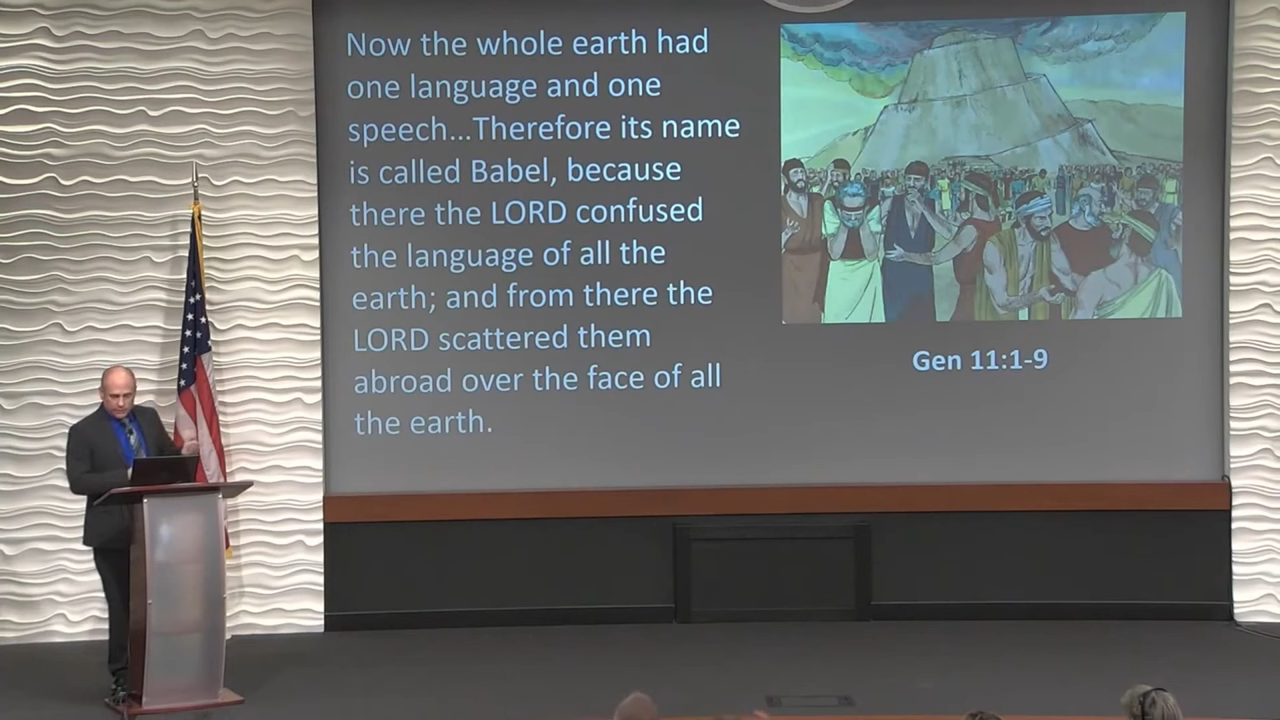 Now the whole earth had
one language and one
speech...Therefore its name
is called Babel, because
there the LORD confused
the language of all the
earth; and from there the
LORD scattered them
abroad over the face of all
the earth.
Gen 11:1-9